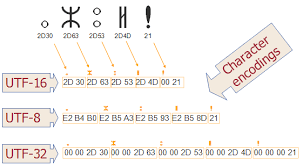 ⴰ ⵣ ⵓ ⵍ !
2D30 2D63 2D53 2D4D 21
Character encodings
UTF-16 2D 30 2D 63 2D 53 2D 4D 00 21
UTF-8 E2 B4 B0 E2 B5 A3 E2 B5 93 E2 B5 8D 21
UTF-32 00 00 2D 30 00 00 2D 63 00 00 2D 53 00 00 2D 4D 00 00 00 21